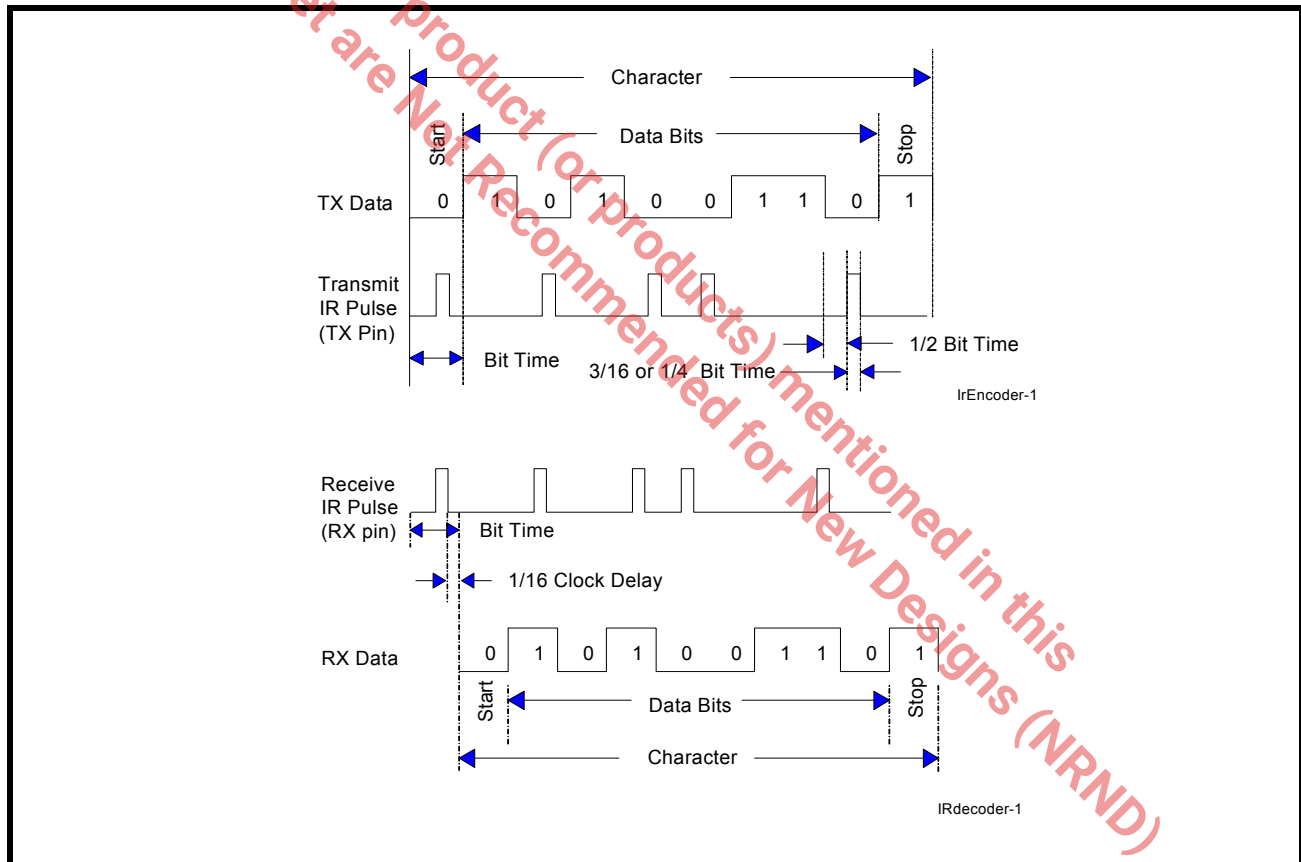 product (or products) mentioned in this
et are Not Recommended for New Designs (NRND)
Character
Start
Data Bits
Stop
TX Data
0 1 0 1 0 0 1 1 0 1
Transmit
IR Pulse
(TX Pin)
Bit Time
1/2 Bit Time
3/16 or 1/4 Bit Time
IrEncoder-1
Receive
IR Pulse
(RX pin)
Bit Time
1/16 Clock Delay
RX Data
0 1 0 1 0 0 1 1 0 1
Start
Data Bits
Stop
Character
IRdecoder-1